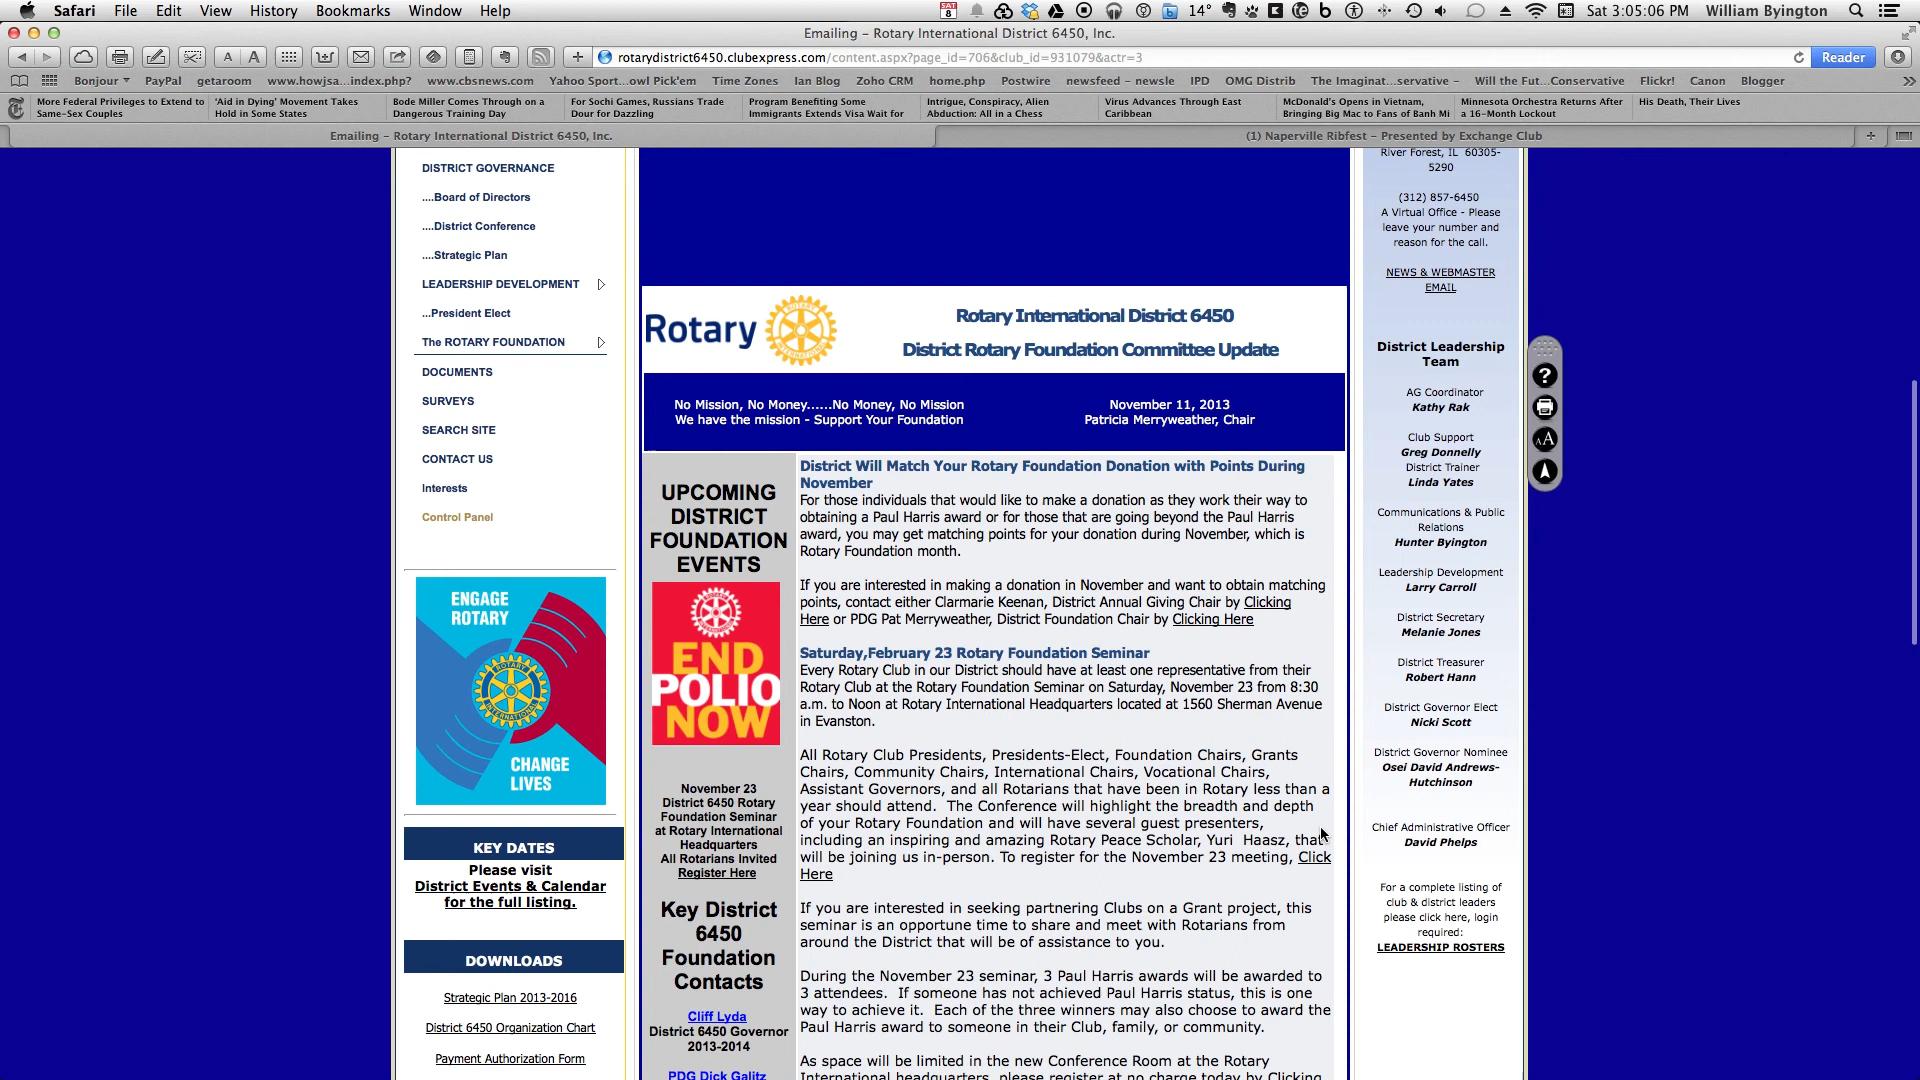 Safari File Edit View History Bookmarks Window Help
SAT 8 14° Sat 3:05:06 PM William Byington
Emailing – Rotary International District 6450, Inc.
rotarydistrict6450.clubexpress.com/content.aspx?page_id=706&club_id=931079&actr=3 Reader
Bonjour PayPal getaroom www.howjsa...index.php? www.cbsnews.com Yahoo Sport...owl Pick'em Time Zones Ian Blog Zoho CRM home.php Postwire newsfeed – newsle IPD OMG Distrib The Imaginat...servative – Will the Fut...Conservative Flickr! Canon Blogger
More Federal Privileges to Extend to
Same-Sex Couples
'Aid in Dying' Movement Takes
Hold in Some States
Bode Miller Comes Through on a
Dangerous Training Day
For Sochi Games, Russians Trade
Dour for Dazzling
Program Benefiting Some
Immigrants Extends Visa Wait for
Intrigue, Conspiracy, Alien
Abduction: All in a Chess
Virus Advances Through East
Caribbean
McDonald's Opens in Vietnam,
Bringing Big Mac to Fans of Banh Mi
Minnesota Orchestra Returns After
a 16-Month Lockout
His Death, Their Lives
Emailing – Rotary International District 6450, Inc.
(1) Naperville Ribfest – Presented by Exchange Club
DISTRICT GOVERNANCE
....Board of Directors
....District Conference
....Strategic Plan
LEADERSHIP DEVELOPMENT
...President Elect
The ROTARY FOUNDATION
DOCUMENTS
SURVEYS
SEARCH SITE
CONTACT US
Interests
Control Panel
ENGAGE
ROTARY
CHANGE
LIVES
KEY DATES
Please visit
District Events & Calendar
for the full listing.
DOWNLOADS
Strategic Plan 2013-2016
District 6450 Organization Chart
Payment Authorization Form
Rotary
Rotary International District 6450
District Rotary Foundation Committee Update
No Mission, No Money......No Money, No Mission
We have the mission - Support Your Foundation
November 11, 2013
Patricia Merryweather, Chair
UPCOMING
DISTRICT
FOUNDATION
EVENTS
END
POLIO
NOW
November 23
District 6450 Rotary
Foundation Seminar
at Rotary International
Headquarters
All Rotarians Invited
Register Here
Key District
6450
Foundation
Contacts
Cliff Lyda
District 6450 Governor
2013-2014
PDG Dick Galitz
District Will Match Your Rotary Foundation Donation with Points During
November
For those individuals that would like to make a donation as they work their way to
obtaining a Paul Harris award or for those that are going beyond the Paul Harris
award, you may get matching points for your donation during November, which is
Rotary Foundation month.
If you are interested in making a donation in November and want to obtain matching
points, contact either Clarmarie Keenan, District Annual Giving Chair by Clicking
Here or PDG Pat Merryweather, District Foundation Chair by Clicking Here
Saturday,February 23 Rotary Foundation Seminar
Every Rotary Club in our District should have at least one representative from their
Rotary Club at the Rotary Foundation Seminar on Saturday, November 23 from 8:30
a.m. to Noon at Rotary International Headquarters located at 1560 Sherman Avenue
in Evanston.
All Rotary Club Presidents, Presidents-Elect, Foundation Chairs, Grants
Chairs, Community Chairs, International Chairs, Vocational Chairs,
Assistant Governors, and all Rotarians that have been in Rotary less than a
year should attend. The Conference will highlight the breadth and depth
of your Rotary Foundation and will have several guest presenters,
including an inspiring and amazing Rotary Peace Scholar, Yuri Haasz, that
will be joining us in-person. To register for the November 23 meeting, Click
Here
If you are interested in seeking partnering Clubs on a Grant project, this
seminar is an opportune time to share and meet with Rotarians from
around the District that will be of assistance to you.
During the November 23 seminar, 3 Paul Harris awards will be awarded to
3 attendees. If someone has not achieved Paul Harris status, this is one
way to achieve it. Each of the three winners may also choose to award the
Paul Harris award to someone in their Club, family, or community.
As space will be limited in the new Conference Room at the Rotary
International headquarters, please register at no charge today by Clicking
River Forest, IL 60305-
5290
(312) 857-6450
A Virtual Office - Please
leave your number and
reason for the call.
NEWS & WEBMASTER
EMAIL
District Leadership
Team
AG Coordinator
Kathy Rak
Club Support
Greg Donnelly
District Trainer
Linda Yates
Communications & Public
Relations
Hunter Byington
Leadership Development
Larry Carroll
District Secretary
Melanie Jones
District Treasurer
Robert Hann
District Governor Elect
Nicki Scott
District Governor Nominee
Osei David Andrews-
Hutchinson
Chief Administrative Officer
David Phelps
For a complete listing of
club & district leaders
please click here, login
required:
LEADERSHIP ROSTERS